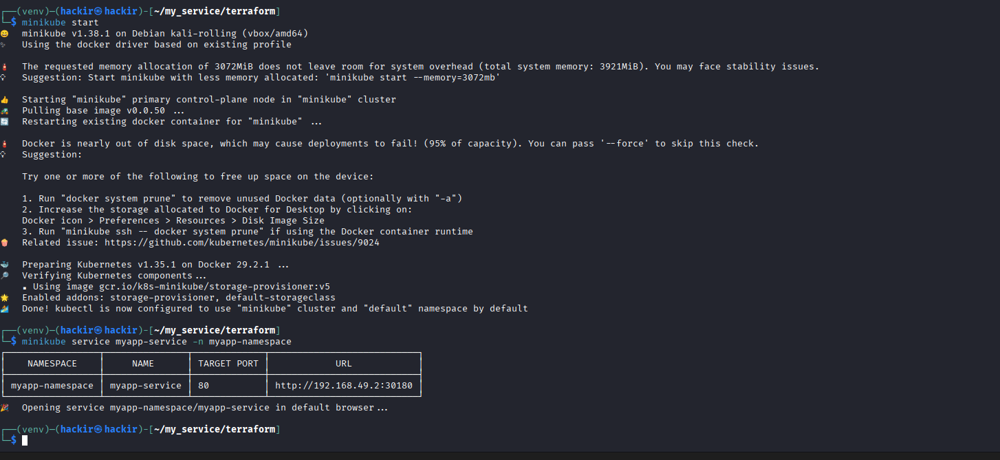 ┌──(venv)─(hackir㉿hackir)-[~/my_service/terraform]
└─$ minikube start
😄  minikube v1.38.1 on Debian kali-rolling (vbox/amd64)
✨  Using the docker driver based on existing profile
🧯  The requested memory allocation of 3072MiB does not leave room for system overhead (total system memory: 3921MiB). You may face stability issues.
💡  Suggestion: Start minikube with less memory allocated: 'minikube start --memory=3072mb'
👍  Starting "minikube" primary control-plane node in "minikube" cluster
🚜  Pulling base image v0.0.50 ...
🔄  Restarting existing docker container for "minikube" ...
🧯  Docker is nearly out of disk space, which may cause deployments to fail! (95% of capacity). You can pass '--force' to skip this check.
💡  Suggestion:
Try one or more of the following to free up space on the device:
1. Run "docker system prune" to remove unused Docker data (optionally with "-a")
2. Increase the storage allocated to Docker for Desktop by clicking on:
Docker icon > Preferences > Resources > Disk Image Size
3. Run "minikube ssh -- docker system prune" if using the Docker container runtime
🍿  Related issue: https://github.com/kubernetes/minikube/issues/9024
🐳  Preparing Kubernetes v1.35.1 on Docker 29.2.1 ...
🔎  Verifying Kubernetes components...
▪ Using image gcr.io/k8s-minikube/storage-provisioner:v5
🌟  Enabled addons: storage-provisioner, default-storageclass
🏄  Done! kubectl is now configured to use "minikube" cluster and "default" namespace by default
┌──(venv)─(hackir㉿hackir)-[~/my_service/terraform]
└─$ minikube service myapp-service -n myapp-namespace
│ NAMESPACE │ NAME │ TARGET PORT │ URL │
│ myapp-namespace │ myapp-service │ 80 │ http://192.168.49.2:30180 │
🎉  Opening service myapp-namespace/myapp-service in default browser...
┌──(venv)─(hackir㉿hackir)-[~/my_service/terraform]
└─$